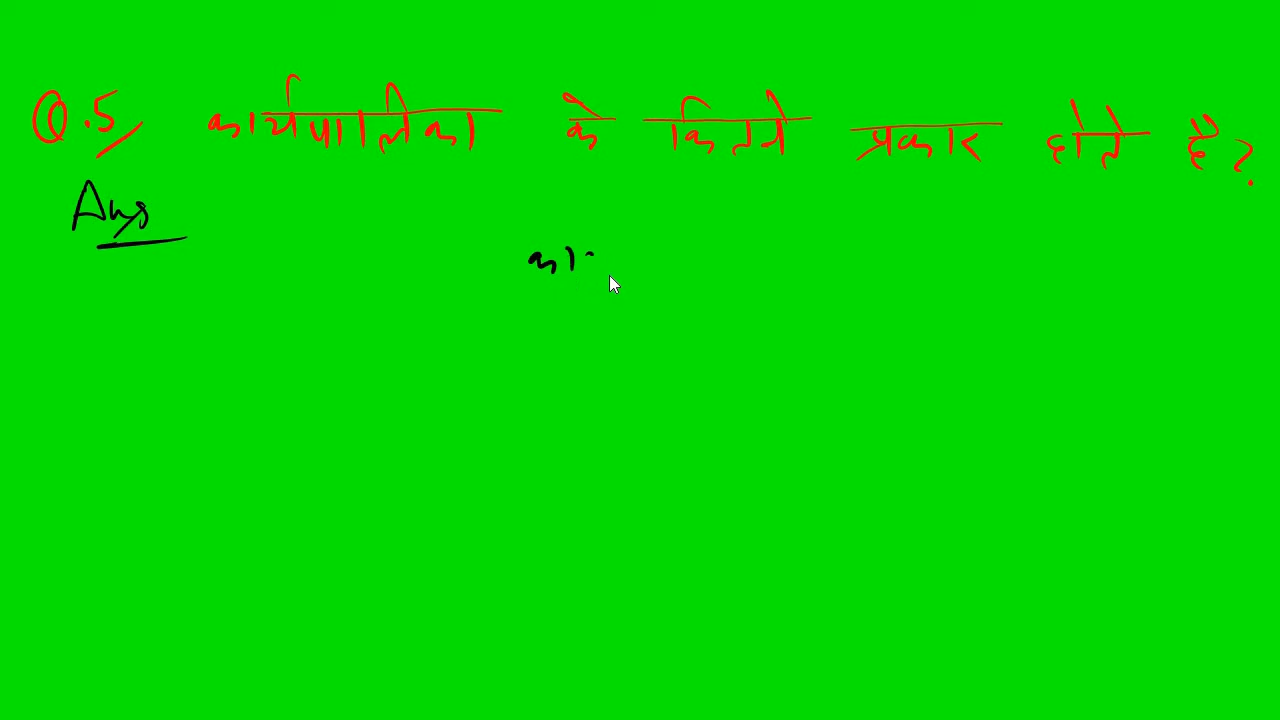 Q.5, कार्यपालिका के कितने प्रकार होते है?
Ans
का